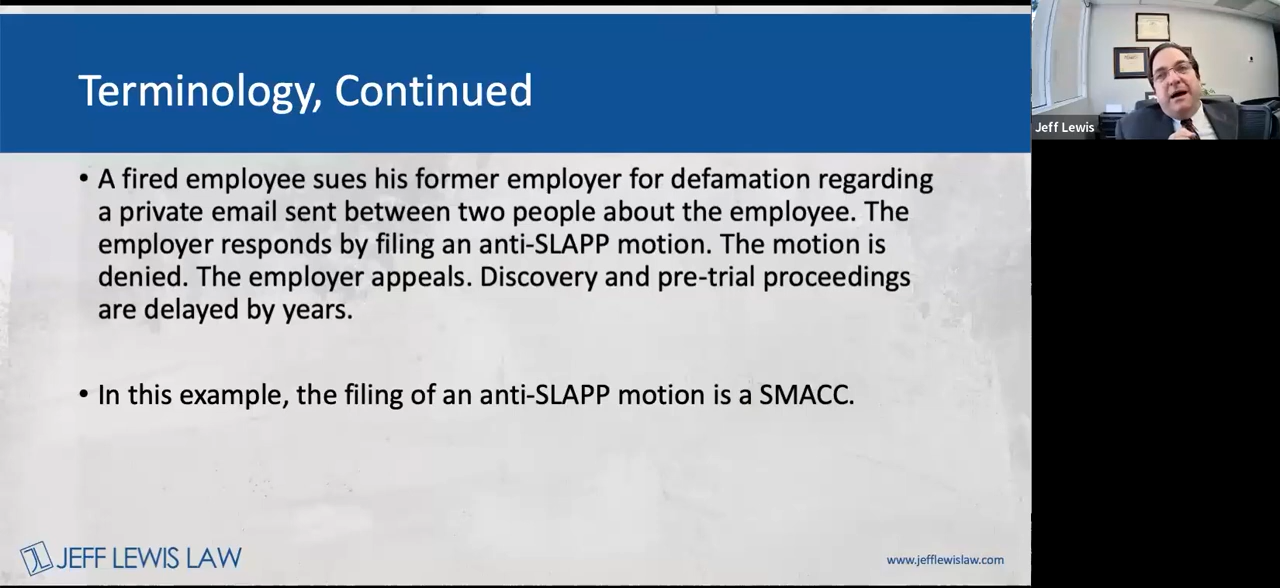 Terminology, Continued
• A fired employee sues his former employer for defamation regarding
a private email sent between two people about the employee. The
employer responds by filing an anti-SLAPP motion. The motion is
denied. The employer appeals. Discovery and pre-trial proceedings
are delayed by years.
• In this example, the filing of an anti-SLAPP motion is a SMACC.
JEFF LEWIS LAW
www.jefflewislaw.com
Jeff Lewis